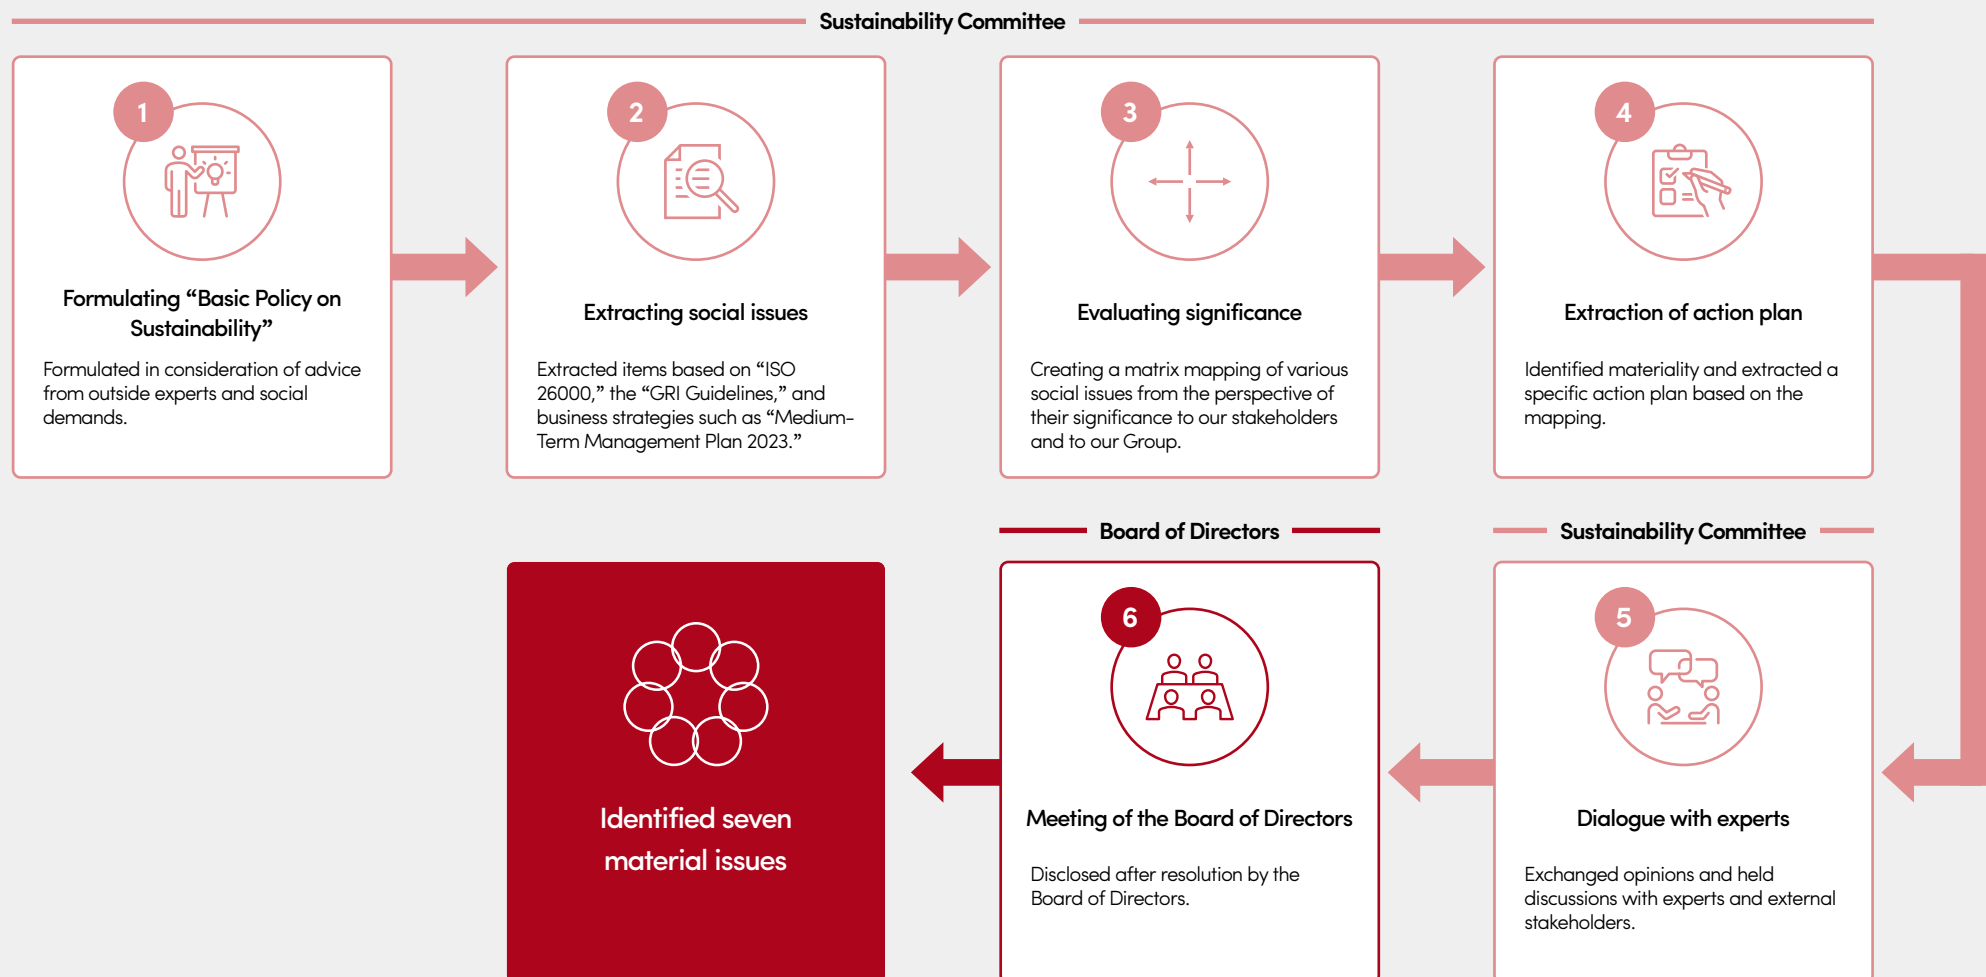 Sustainability Committee
1
Formulating “Basic Policy on
Sustainability”
Formulated in consideration of advice
from outside experts and social
demands.
2
Extracting social issues
Extracted items based on “ISO
26000,” the “GRI Guidelines,” and
business strategies such as “Medium-
Term Management Plan 2023.”
3
Evaluating significance
Creating a matrix mapping of various
social issues from the perspective of
their significance to our stakeholders
and to our Group.
4
Extraction of action plan
Identified materiality and extracted a
specific action plan based on the
mapping.
Sustainability Committee
5
Dialogue with experts
Exchanged opinions and held
discussions with experts and external
stakeholders.
Board of Directors
6
Meeting of the Board of Directors
Disclosed after resolution by the
Board of Directors.
Identified seven
material issues